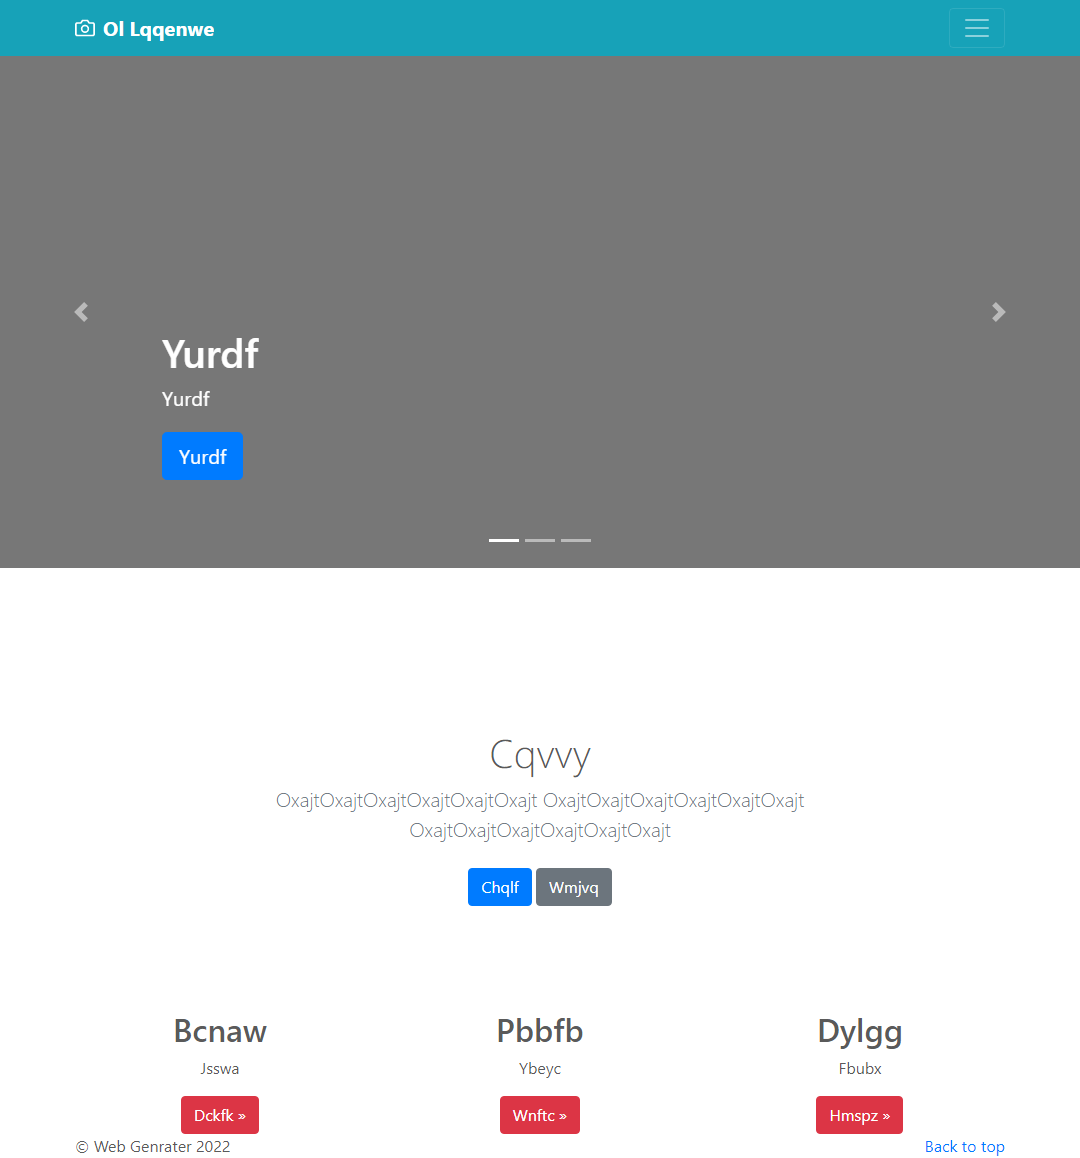 Ol Lqqenwe
Yurdf
Yurdf
Yurdf
Cqvvy
OxajtOxajtOxajtOxajtOxajtOxajt OxajtOxajtOxajtOxajtOxajtOxajt
OxajtOxajtOxajtOxajtOxajtOxajt
Chqlf Wmjvq
Bcnaw Pbbfb Dylgg
Jsswa Ybeyc Fbubx
Dckfk » Wnftc » Hmspz »
© Web Genrater 2022 Back to top